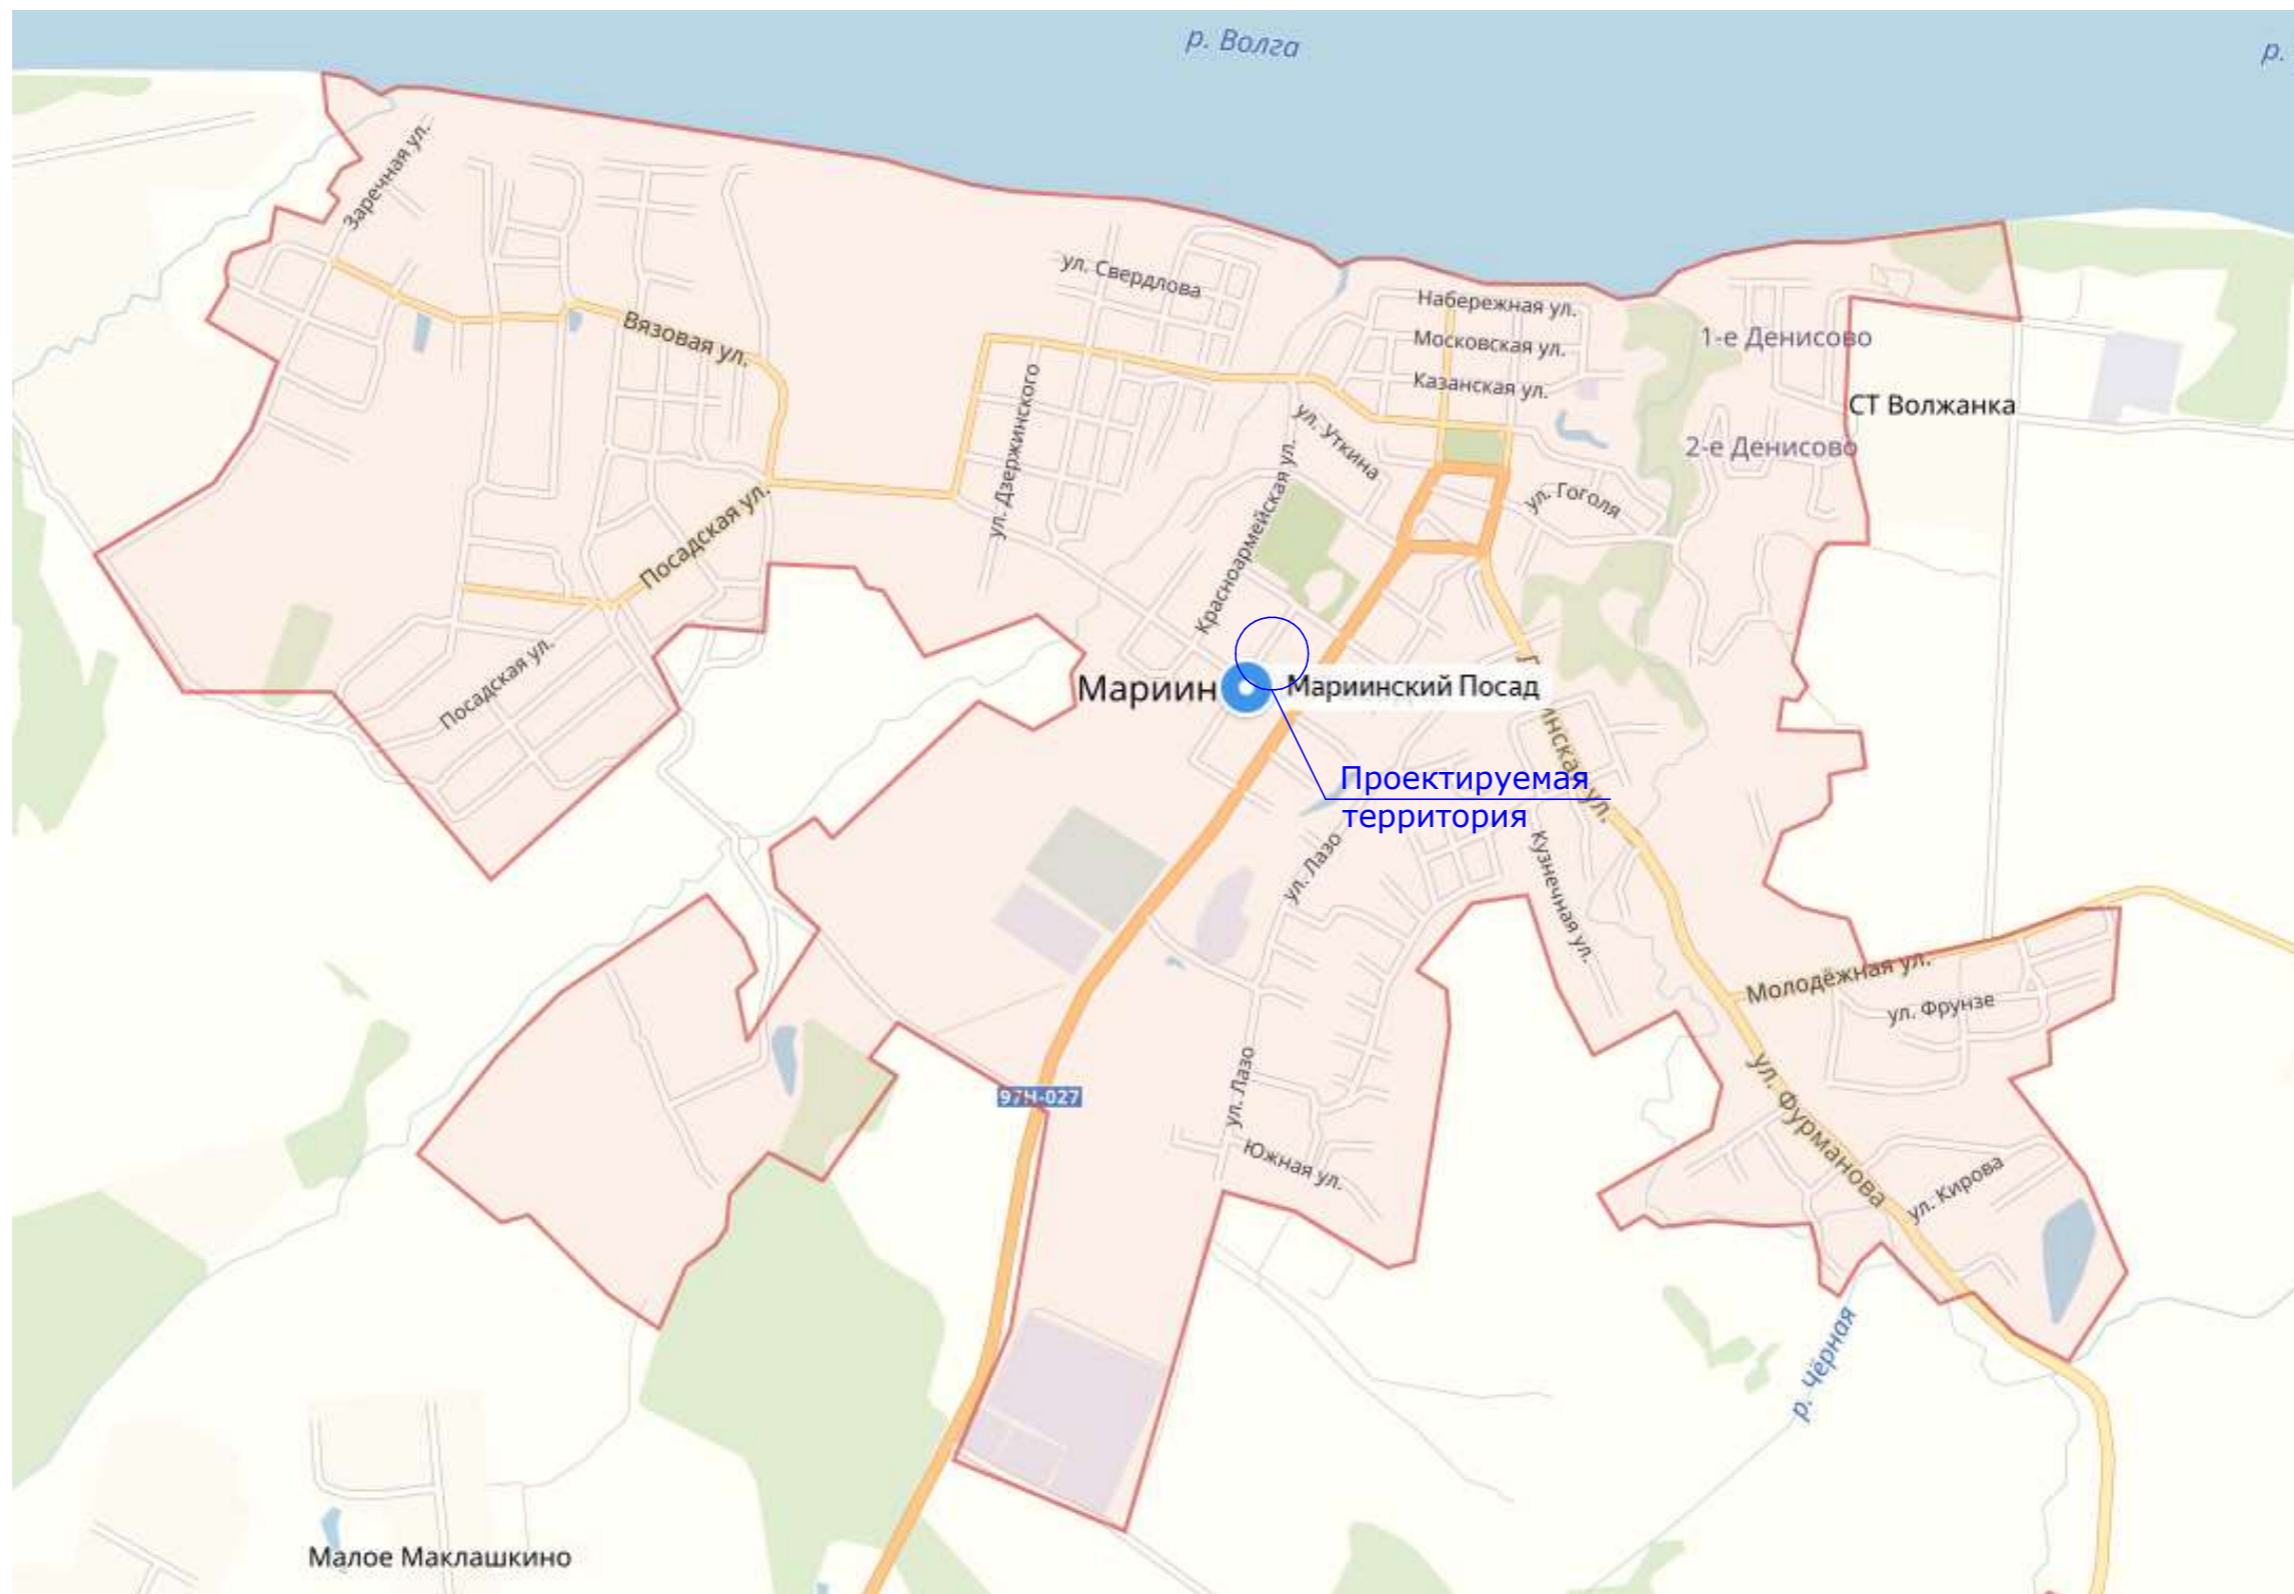 р. Волга
р.
Заречная ул.
ул. Свердлова
Набережная ул.
Вязовая ул.
Московская ул.
1-е Денисово
Казанская ул.
СТ Волжанка
ул. Дзержинского
ул. Уткина
2-е Денисово
Красноармейская ул.
ул. Гоголя
Посадская ул.
Посадская ул.
Мариин
Мариинский Посад
инская ул.
Проектируемая
территория
ул. Лазо
Кузнечная ул.
Молодёжная ул.
ул. Фрунзе
97Н-027
ул. Лазо
ул. Фурманова
Южная ул.
ул. Кирова
р. Чёрная
Малое Маклашкино